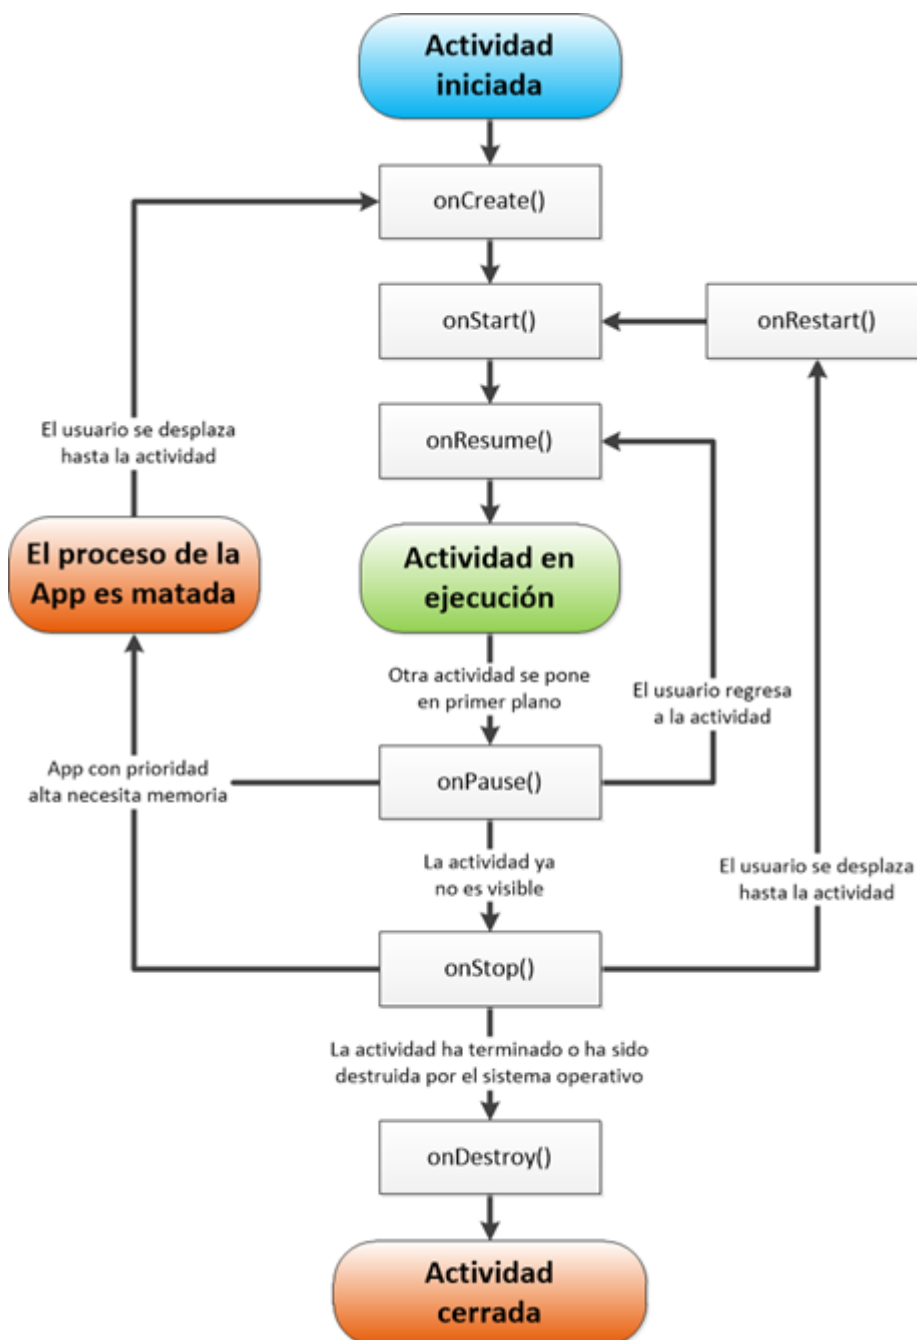 Actividad
iniciada
onCreate()
onStart()
onRestart()
onResume()
El usuario se desplaza
hasta la actividad
El proceso de la
App es matada
Actividad en
ejecución
Otra actividad se pone
en primer plano
El usuario regresa
a la actividad
App con prioridad
alta necesita memoria
onPause()
La actividad ya
no es visible
El usuario se desplaza
hasta la actividad
onStop()
La actividad ha terminado o ha sido
destruida por el sistema operativo
onDestroy()
Actividad
cerrada